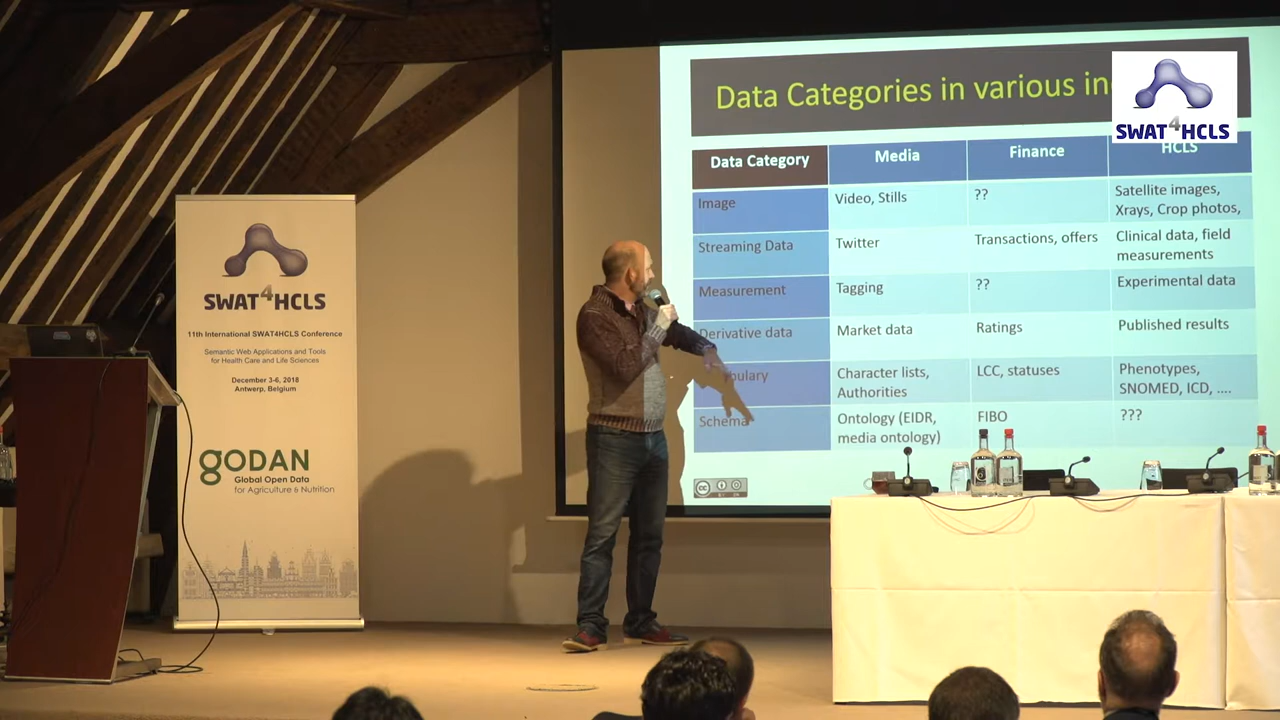 SWAT4HCLS
11th International SWAT4HCLS Conference
Semantic Web Applications and Tools
for Health Care and Life Sciences
December 3-6, 2018
Antwerp, Belgium
GODAN
Global Open Data
for Agriculture & Nutrition
Data Categories in various in
SWAT4HCLS
Data Category Media Finance HCLS
Image Video, Stills ?? Satellite images,
Xrays, Crop photos,
Streaming Data Twitter Transactions, offers Clinical data, field
measurements
Measurement Tagging ?? Experimental data
Derivative data Market data Ratings Published results
bulary Character lists, LCC, statuses Phenotypes,
Authorities SNOMED, ICD, ....
Schema Ontology (EIDR, FIBO ???
media ontology)
cc